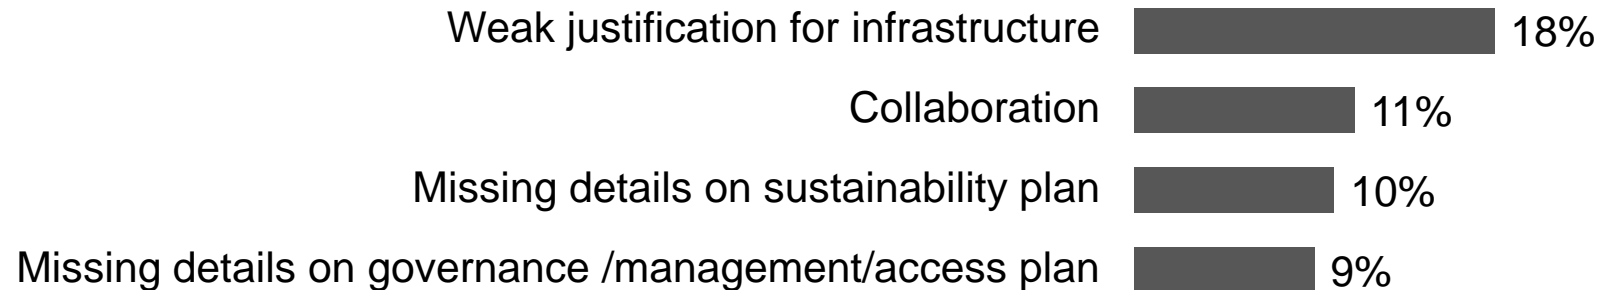 Weak justification for infrastructure 18%
Collaboration 11%
Missing details on sustainability plan 10%
Missing details on governance /management/access plan 9%